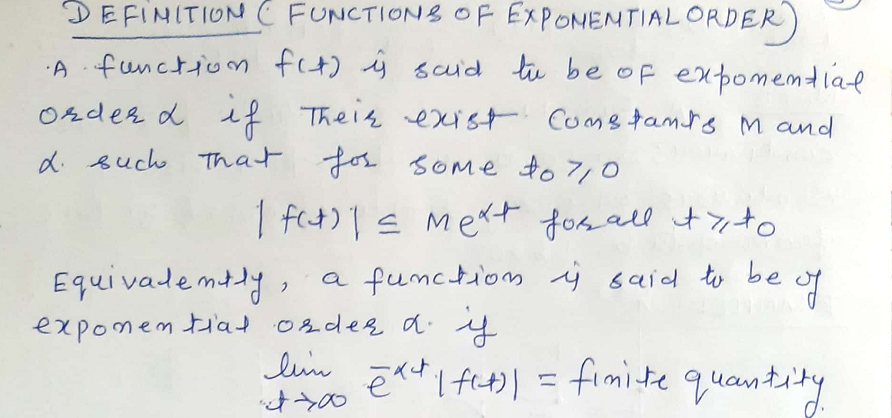 DEFINITION (FUNCTIONS OF EXPONENTIAL ORDER)
A function f(t) is said to be of exponential
order α if Their exist constants M and
α. such That for some t₀ ≥ 0
|f(t)| ≤ Me^αt for all t ≥ t₀
Equivalently, a function is said to be of
exponential order α. if
lim t→∞ e^-αt |f(t)| = finite quantity.